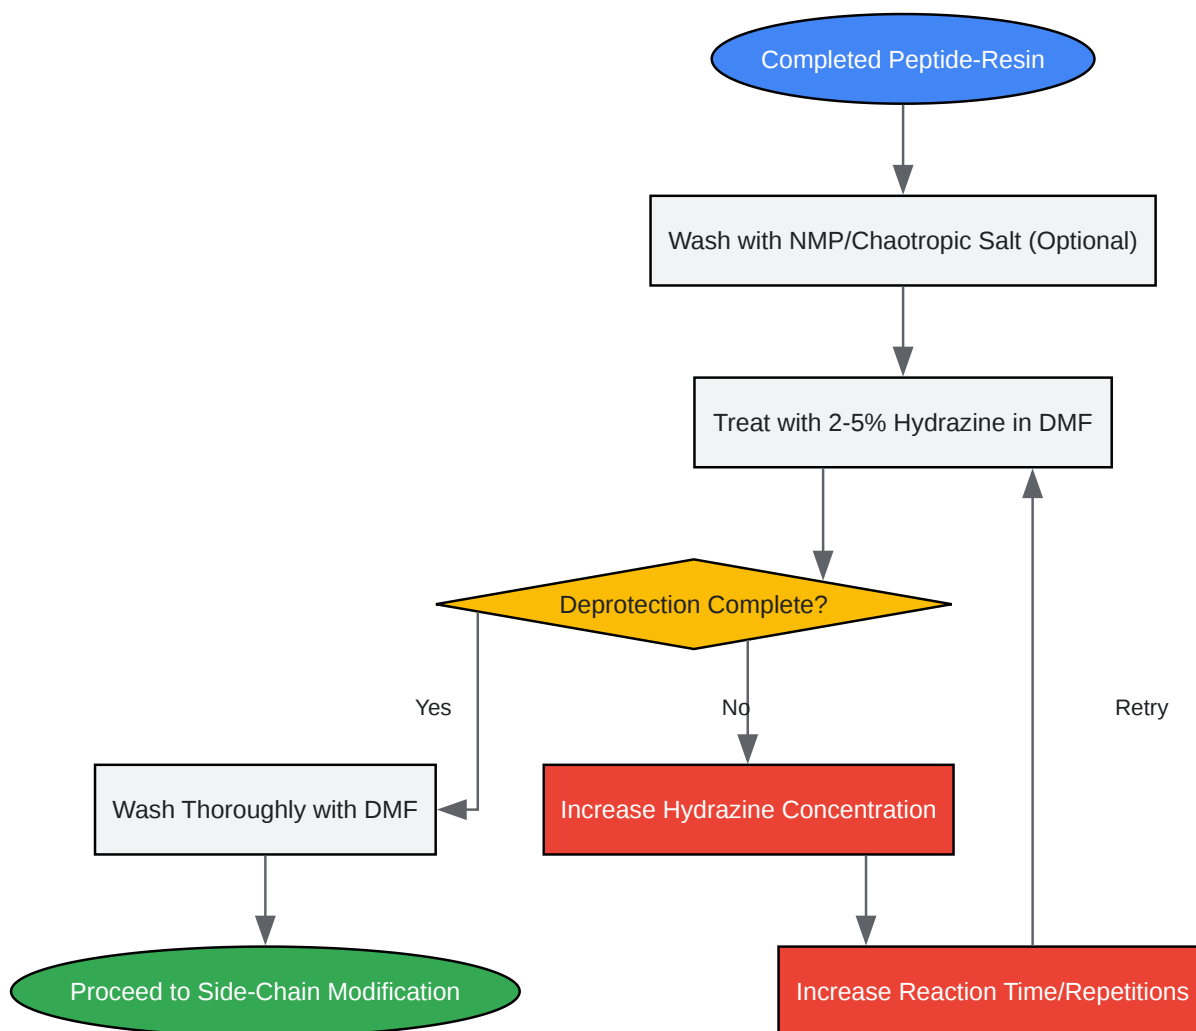 Completed Peptide-Resin
Wash with NMP/Chaotropic Salt (Optional)
Treat with 2-5% Hydrazine in DMF
Deprotection Complete?
Yes
No
Retry
Wash Thoroughly with DMF
Increase Hydrazine Concentration
Proceed to Side-Chain Modification
Increase Reaction Time/Repetitions